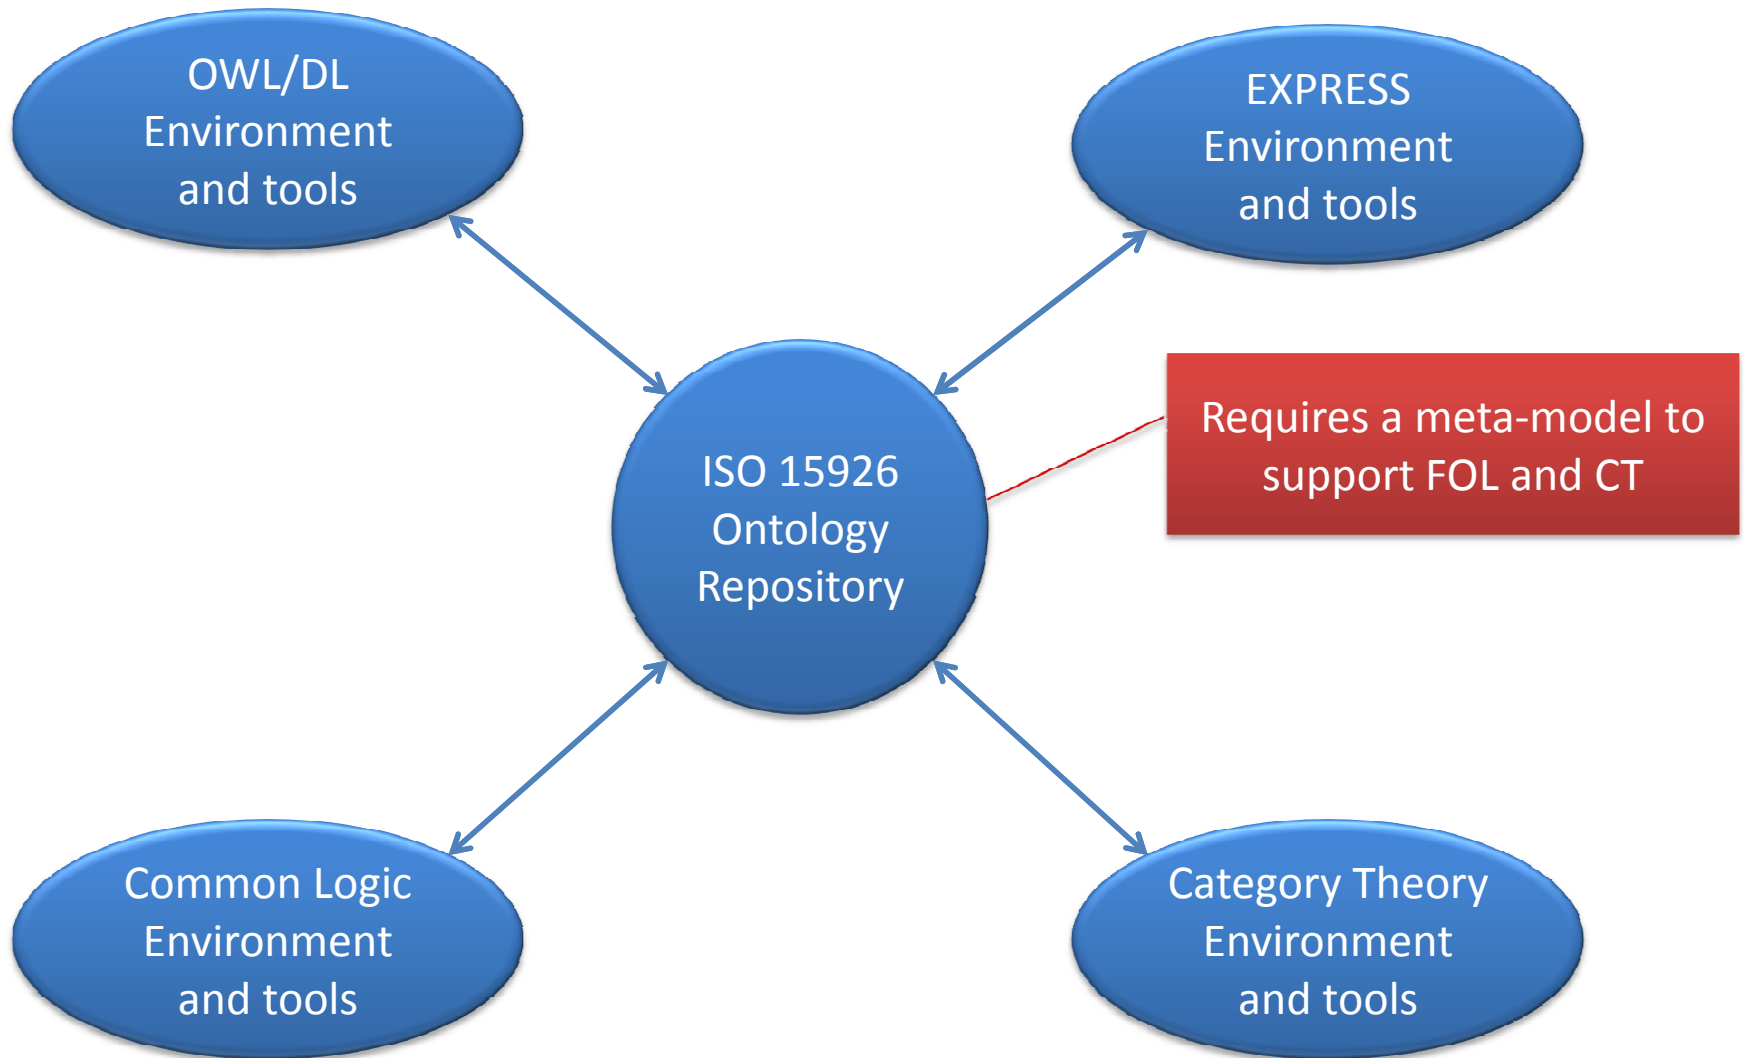 OWL/DL
Environment
and tools
EXPRESS
Environment
and tools
Requires a meta-model to
support FOL and CT
ISO 15926
Ontology
Repository
Common Logic
Environment
and tools
Category Theory
Environment
and tools